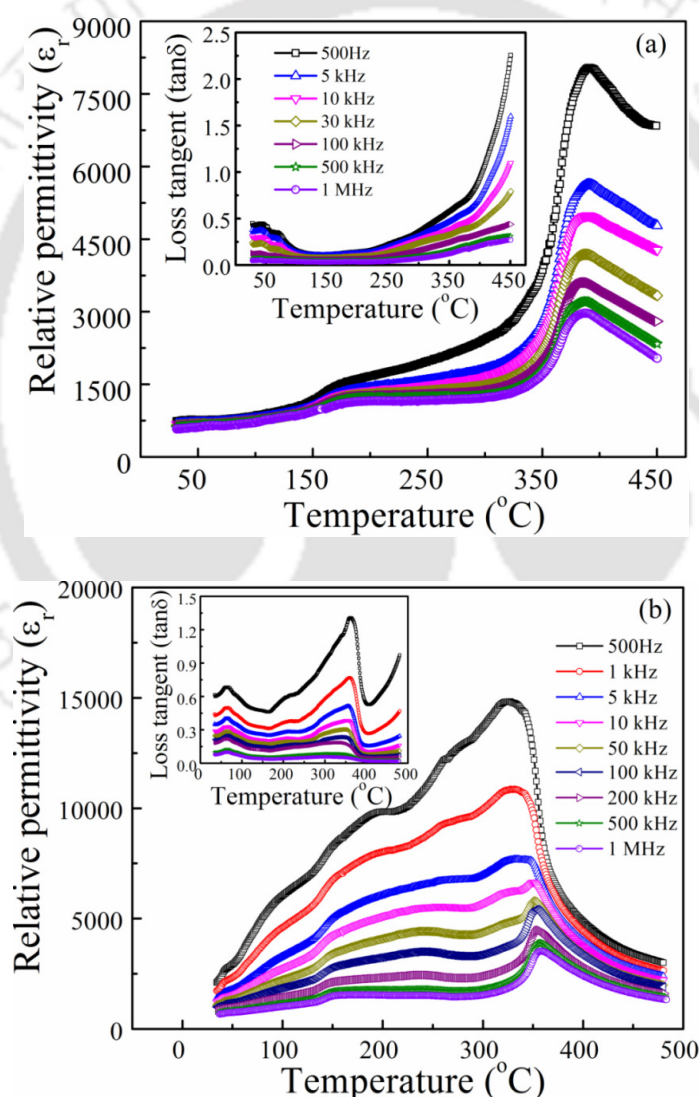 (a)
Relative permittivity (εr)
9000
7500
6000
4500
3000
1500
0
50 150 250 350 450
Temperature (°C)
Loss tangent (tanδ)
2.5
2.0
1.5
1.0
0.5
0.0
50 150 250 350 450
Temperature (°C)
500Hz
5 kHz
10 kHz
30 kHz
100 kHz
500 kHz
1 MHz
(b)
Relative permittivity (εr)
20000
15000
10000
5000
0
0 100 200 300 400 500
Temperature (°C)
Loss tangent (tanδ)
1.5
1.2
0.9
0.6
0.3
0.0
0 100 200 300 400 500
Temperature (°C)
500Hz
1 kHz
5 kHz
10 kHz
50 kHz
100 kHz
200 kHz
500 kHz
1 MHz